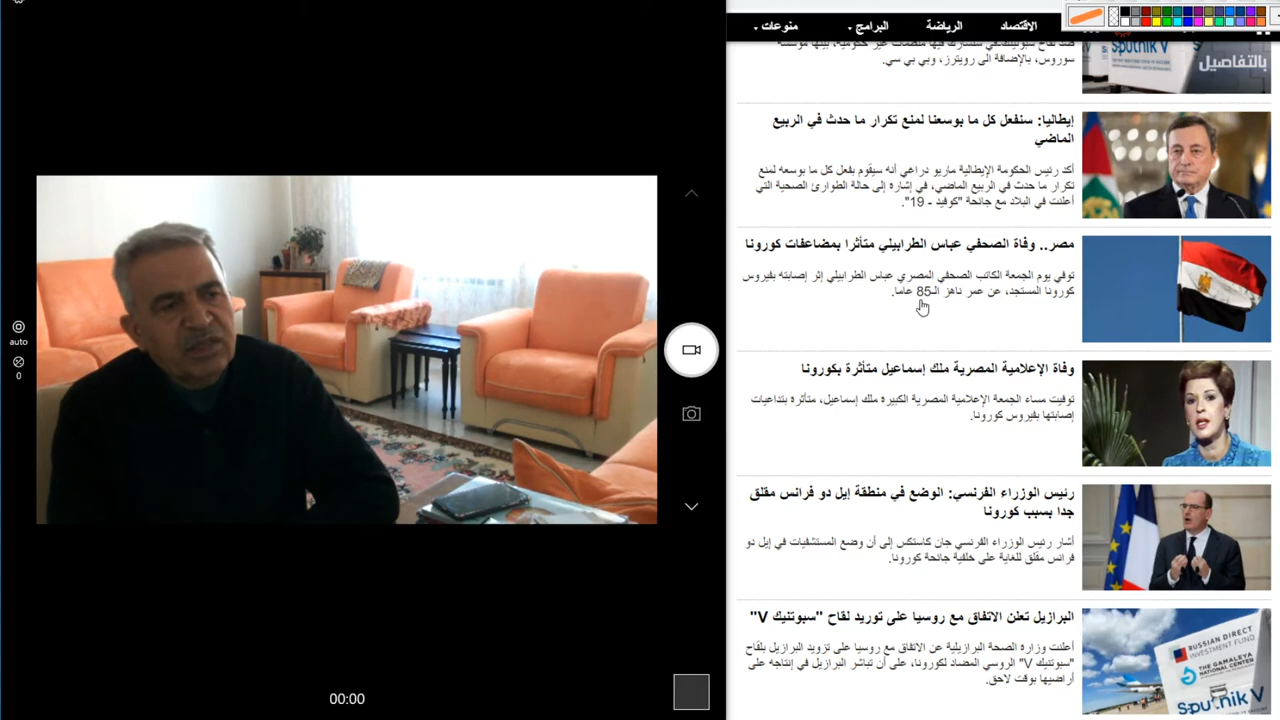 الاقتصاد
الرياضة
البرامج
منوعات
سوروس، بالإضافة الى رويترز، وبي بي سي.
بالتفاصيل
sputnik V
إيطاليا: سنفعل كل ما بوسعنا لمنع تكرار ما حدث في الربيع
الماضي
أكد رئيس الحكومة الإيطالية ماريو دراغي أنه سيقوم بفعل كل ما بوسعه لمنع
تكرار ما حدث في الربيع الماضي، في إشارة إلى حالة الطوارئ الصحية التي
أعلنت في البلاد مع جائحة "كوفيد - 19".
مصر.. وفاة الصحفي عباس الطرابيلي متأثرا بمضاعفات كورونا
توفي يوم الجمعة الكاتب الصحفي المصري عباس الطرابيلي إثر إصابته بفيروس
كورونا المستجد، عن عمر ناهز الـ85 عاما.
وفاة الإعلامية المصرية ملك إسماعيل متأثرة بكورونا
توفيت مساء الجمعة الإعلامية المصرية الكبيرة ملك إسماعيل، متأثرة بتداعيات
إصابتها بفيروس كورونا.
رئيس الوزراء الفرنسي: الوضع في منطقة إيل دو فرانس مقلق
جدا بسبب كورونا
أشار رئيس الوزراء الفرنسي جان كاستكس إلى أن وضع المستشفيات في إيل دو
فرانس مقلق للغاية على خلفية جائحة كورونا.
البرازيل تعلن الاتفاق مع روسيا على توريد لقاح "سبوتنيك V"
أعلنت وزارة الصحة البرازيلية عن الاتفاق مع روسيا على تزويد البرازيل بلقاح
"سبوتنيك V" الروسي المضاد لكورونا، على أن تباشر البرازيل في إنتاجه على
أراضيها بوقت لاحق.
RUSSIAN DIRECT
INVESTMENT FUND
THE GAMALEYA
NATIONAL CENTER
Sputnik V
auto
0
00:00